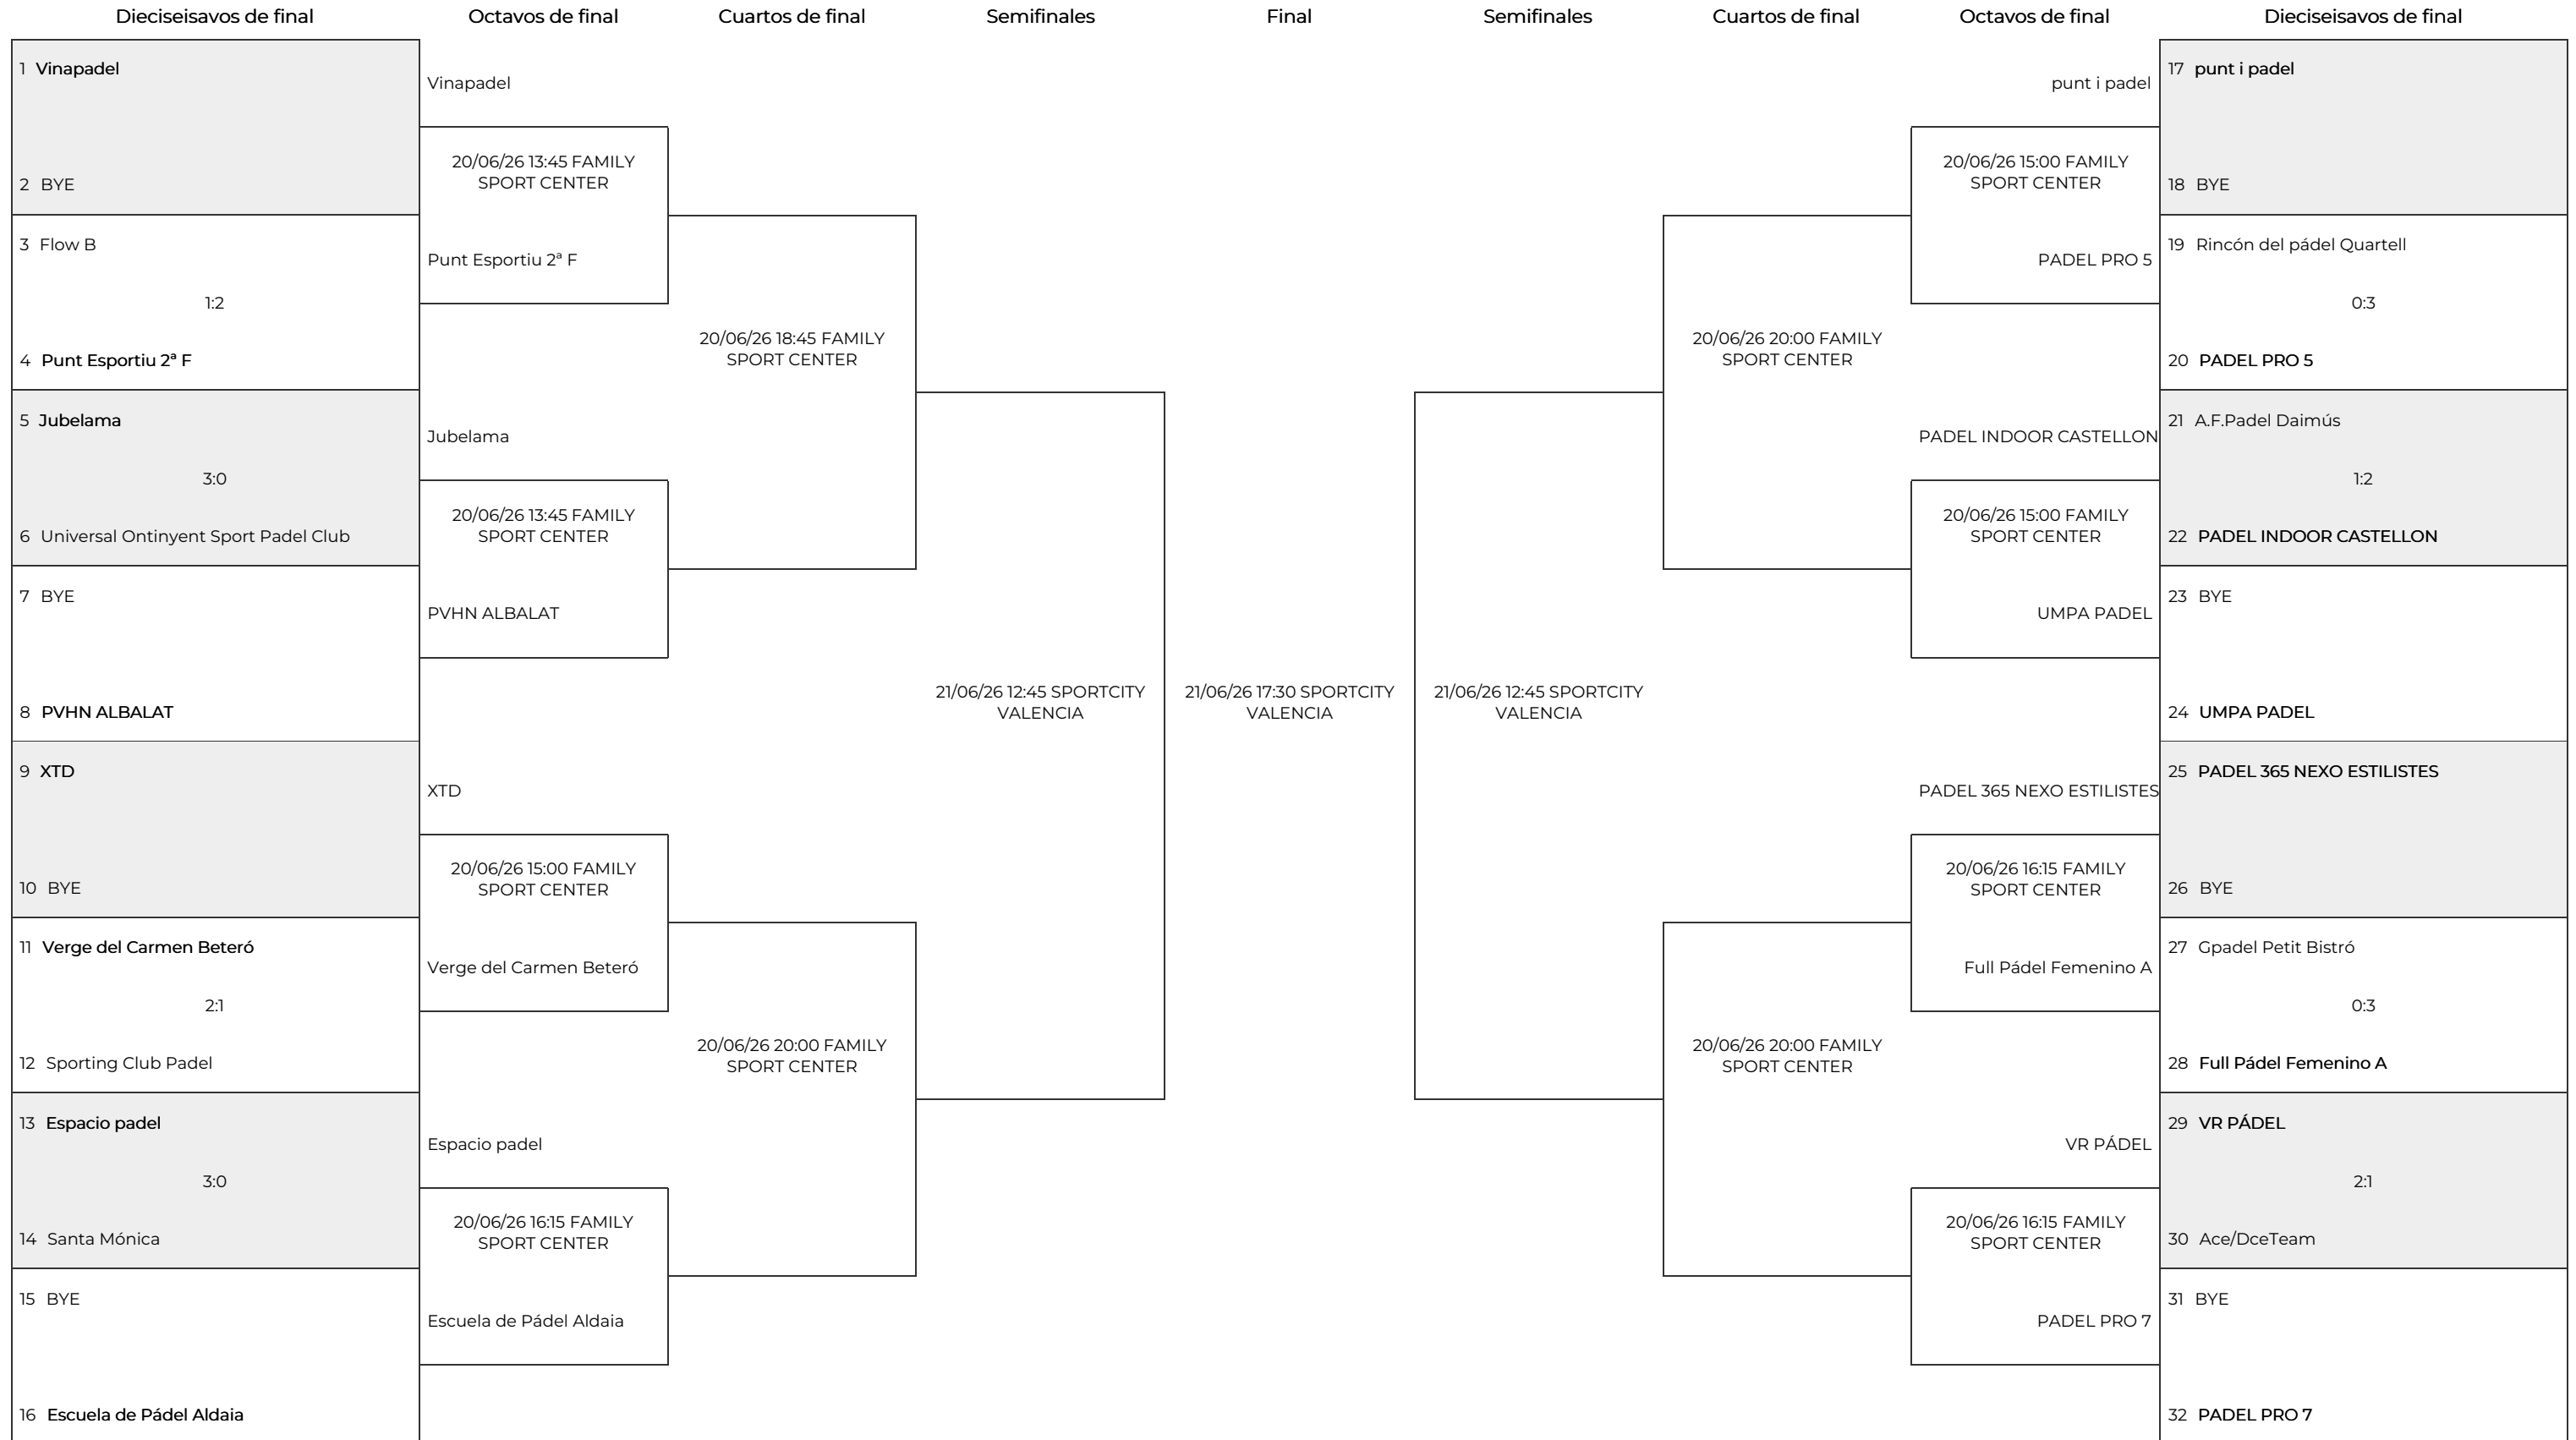 Dieciseisavos de final
Octavos de final
Cuartos de final
Semifinales
Final
Semifinales
Cuartos de final
Octavos de final
Dieciseisavos de final
1 Vinapadel
2 BYE
3 Flow B
1:2
4 Punt Esportiu 2ª F
5 Jubelama
3:0
6 Universal Ontinyent Sport Padel Club
7 BYE
8 PVHN ALBALAT
9 XTD
10 BYE
11 Verge del Carmen Beteró
2:1
12 Sporting Club Padel
13 Espacio padel
3:0
14 Santa Mónica
15 BYE
16 Escuela de Pádel Aldaia
Vinapadel
20/06/26 13:45 FAMILY
SPORT CENTER
Punt Esportiu 2ª F
Jubelama
20/06/26 13:45 FAMILY
SPORT CENTER
PVHN ALBALAT
XTD
20/06/26 15:00 FAMILY
SPORT CENTER
Verge del Carmen Beteró
Espacio padel
20/06/26 16:15 FAMILY
SPORT CENTER
Escuela de Pádel Aldaia
20/06/26 18:45 FAMILY
SPORT CENTER
20/06/26 20:00 FAMILY
SPORT CENTER
21/06/26 12:45 SPORTCITY
VALENCIA
21/06/26 17:30 SPORTCITY
VALENCIA
21/06/26 12:45 SPORTCITY
VALENCIA
20/06/26 20:00 FAMILY
SPORT CENTER
20/06/26 20:00 FAMILY
SPORT CENTER
punt i padel
20/06/26 15:00 FAMILY
SPORT CENTER
PADEL PRO 5
PADEL INDOOR CASTELLON
20/06/26 15:00 FAMILY
SPORT CENTER
UMPA PADEL
PADEL 365 NEXO ESTILISTES
20/06/26 16:15 FAMILY
SPORT CENTER
Full Pádel Femenino A
VR PÁDEL
20/06/26 16:15 FAMILY
SPORT CENTER
PADEL PRO 7
17 punt i padel
18 BYE
19 Rincón del pádel Quartell
0:3
20 PADEL PRO 5
21 A.F.Padel Daimús
1:2
22 PADEL INDOOR CASTELLON
23 BYE
24 UMPA PADEL
25 PADEL 365 NEXO ESTILISTES
26 BYE
27 Gpadel Petit Bistró
0:3
28 Full Pádel Femenino A
29 VR PÁDEL
2:1
30 Ace/DceTeam
31 BYE
32 PADEL PRO 7